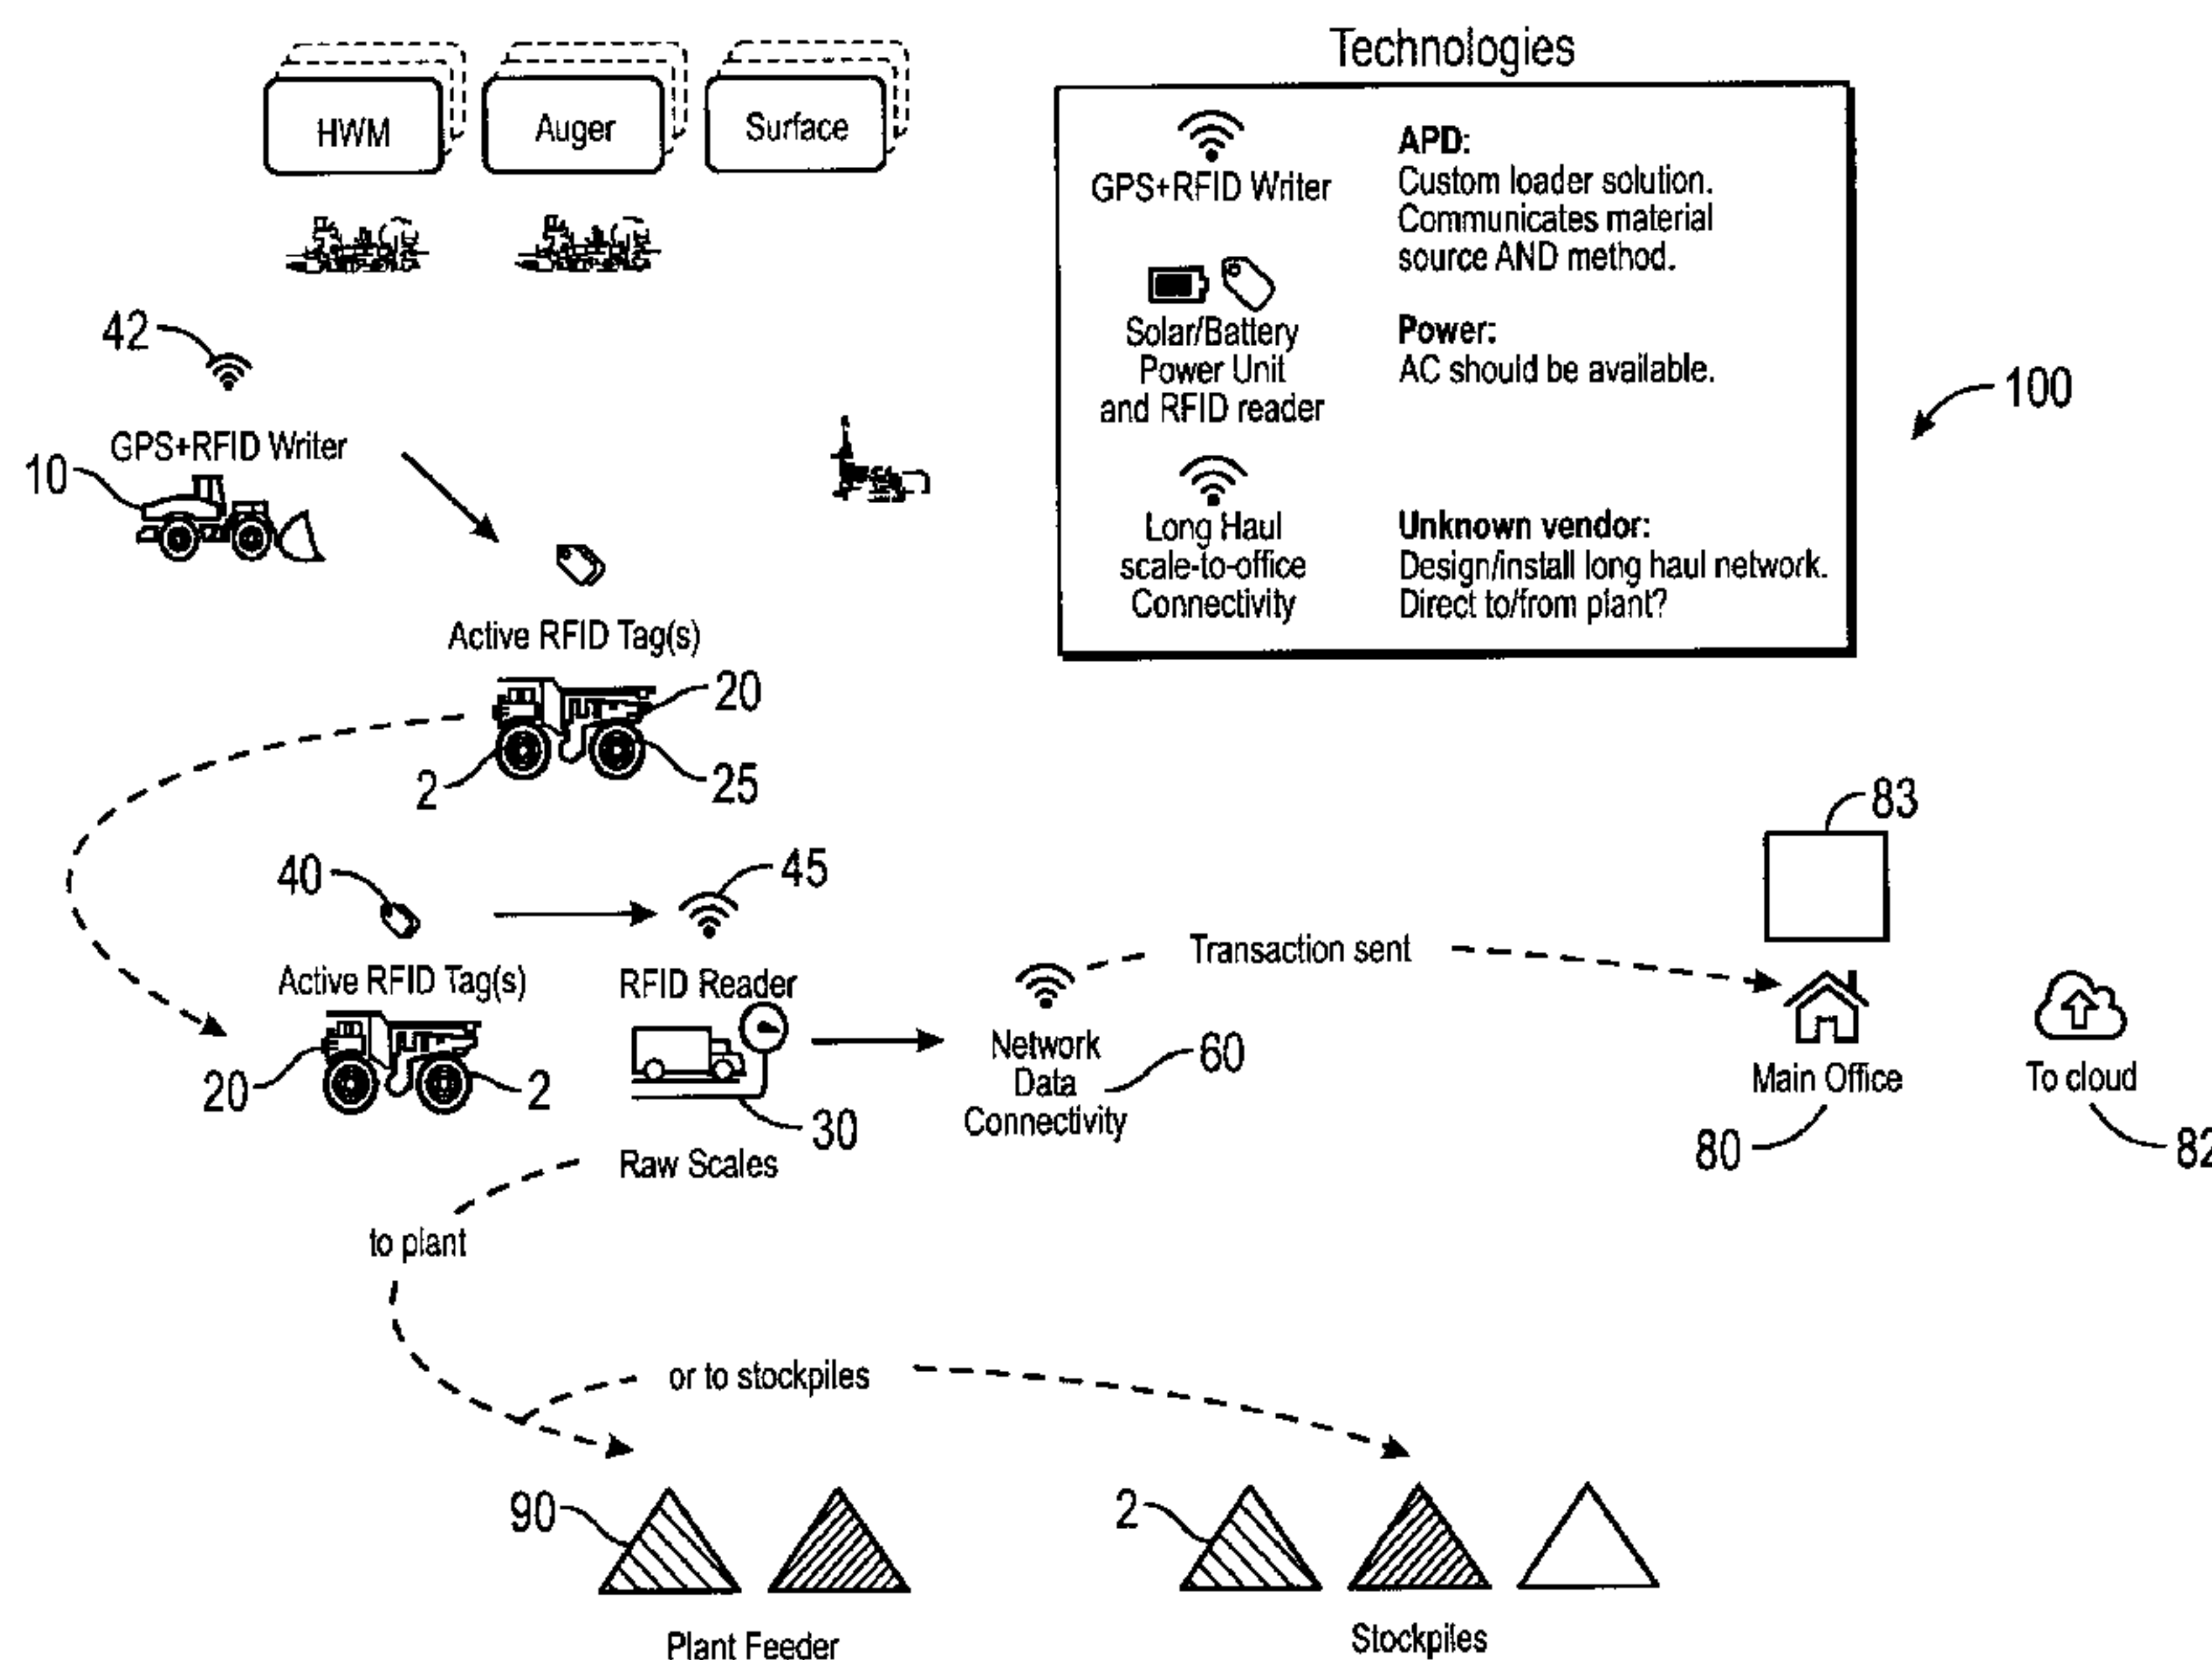 Technologies
HWM
Auger
Surface
GPS+RFID Writer
APD:
Custom loader solution.
Communicates material
source AND method.
Solar/Battery
Power Unit
and RFID reader
Power:
AC should be available.
Long Haul
scale-to-office
Connectivity
Unknown vendor:
Design/install long haul network.
Direct to/from plant?
100
42
GPS+RFID Writer
10
Active RFID Tag(s)
20
2
25
83
40
45
Active RFID Tag(s)
RFID Reader
Transaction sent
20
2
30
Raw Scales
Network
Data
Connectivity
60
Main Office
80
To cloud
82
to plant
or to stockpiles
90
2
Plant Feeder
Stockpiles